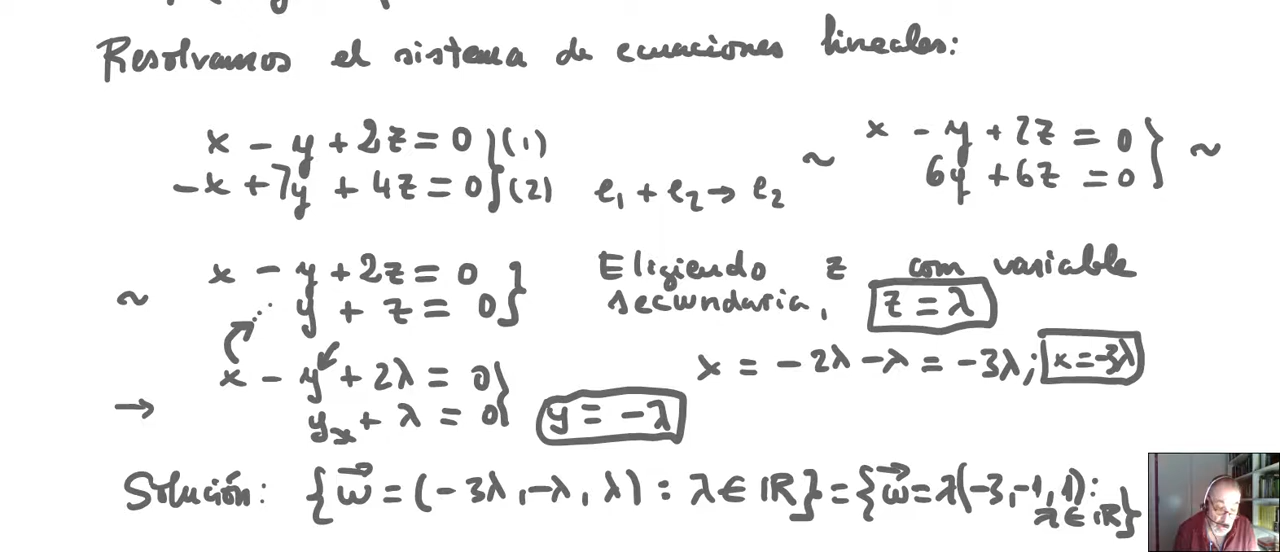 Resolvamos el sistema de ecuaciones lineales:
x - y + 2z = 0 } (1)
-x + 7y + 4z = 0 } (2) e₁ + e₂ → e₂ ~ x - y + 2z = 0
6y + 6z = 0 } ~
~ x - y + 2z = 0
y + z = 0 } Eligiendo z com variable
secundaria, z = λ
→ x - y + 2λ = 0
y + λ = 0 } y = -λ
x = -2λ - λ = -3λ; x = -3λ
Solución: {w⃗ = (-3λ, -λ, λ) : λ ∈ ℝ} = {w⃗ = λ(-3, -1, 1) :
λ ∈ ℝ}